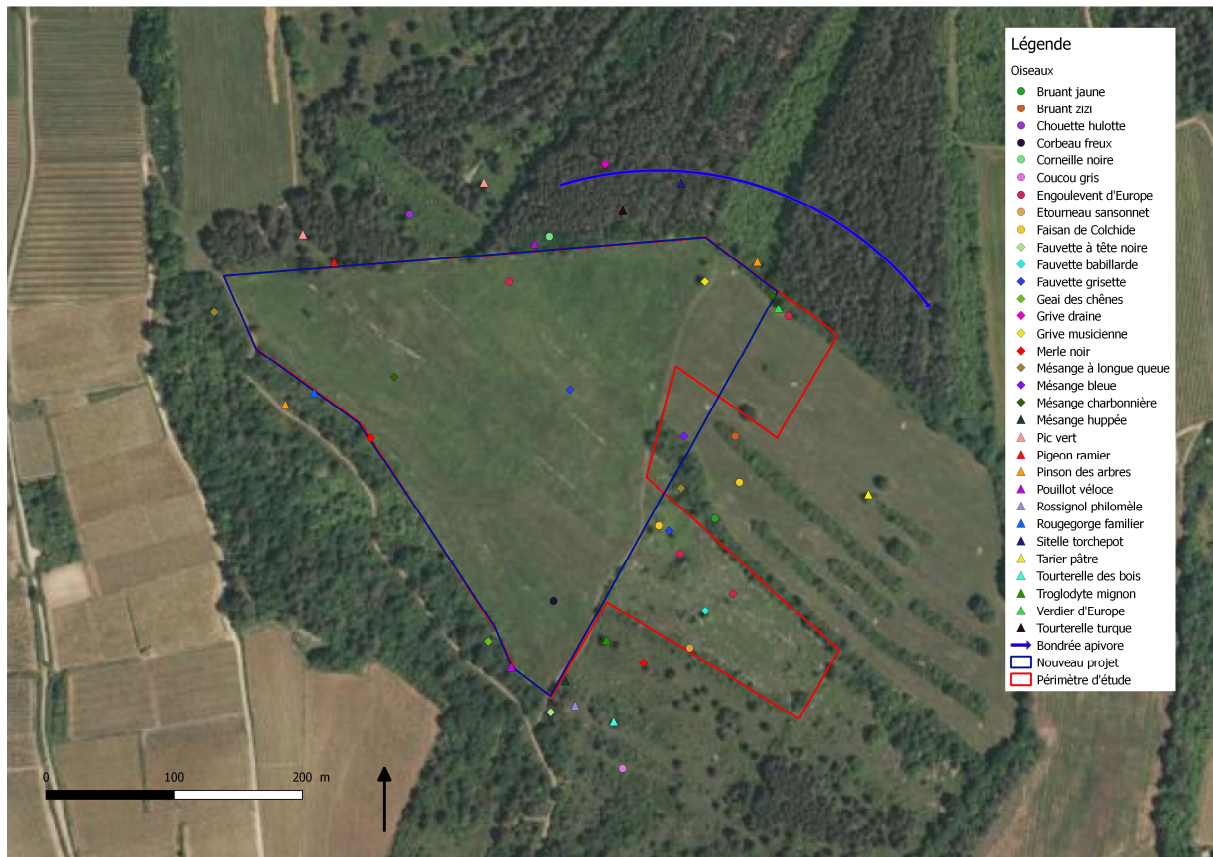 Légende
Oiseaux
Bruant jaune
Bruant zizi
Chouette hulotte
Corbeau freux
Corneille noire
Coucou gris
Engoulevent d'Europe
Etourneau sansonnet
Faisan de Colchide
Fauvette à tête noire
Fauvette babillarde
Fauvette grisette
Geai des chênes
Grive draine
Grive musicienne
Merle noir
Mésange à longue queue
Mésange bleue
Mésange charbonnière
Mésange huppée
Pic vert
Pigeon ramier
Pinson des arbres
Pouillot véloce
Rossignol philomèle
Rougegorge familier
Sitelle torchepot
Tarier pâtre
Tourterelle des bois
Troglodyte mignon
Verdier d'Europe
Tourterelle turque
Bondrée apivore
Nouveau projet
Périmètre d'étude
0 100 200 m